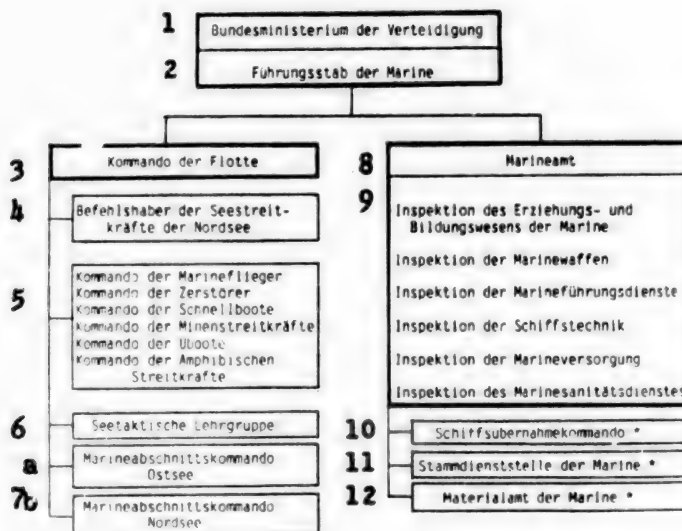 1
Bundesministerium der Verteidigung
2
Führungsstab der Marine
3
Kommando der Flotte
4
Befehlshaber der Seestreit-
kräfte der Nordsee
5
Kommando der Marineflieger
Kommando der Zerstörer
Kommando der Schnellboote
Kommando der Minenstreitkräfte
Kommando der Uboote
Kommando der Amphibischen
Streitkräfte
6
Seetaktische Lehrgruppe
a
Marineabschnittskommando
Ostsee
7b
Marineabschnittskommando
Nordsee
8
Marineamt
9
Inspektion des Erziehungs- und
Bildungswesens der Marine
Inspektion der Marinewaffen
Inspektion der Marineführungsdienste
Inspektion der Schiffstechnik
Inspektion der Marineversorgung
Inspektion des Marinesanitätsdienstes
10
Schiffsübernahmekommando *
11
Stammdienststelle der Marine *
12
Materialamt der Marine *